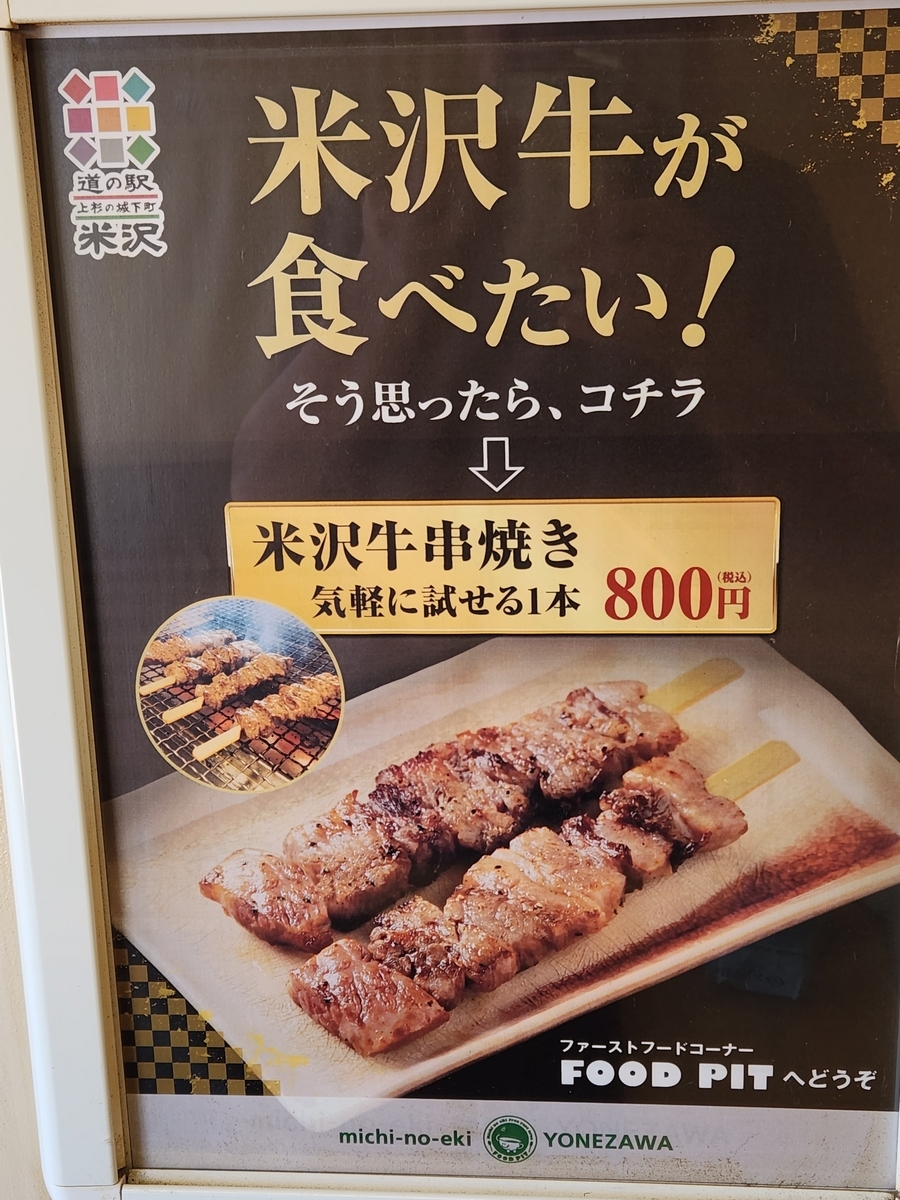 道の駅
上杉の城下町
米沢
米沢牛が
食べたい!
そう思ったら、コチラ
米沢牛串焼き
気軽に試せる1本 800円(税込)
ファーストフードコーナー
FOOD PIT へどうぞ
michi-no-eki YONEZAWA
FOOD PIT